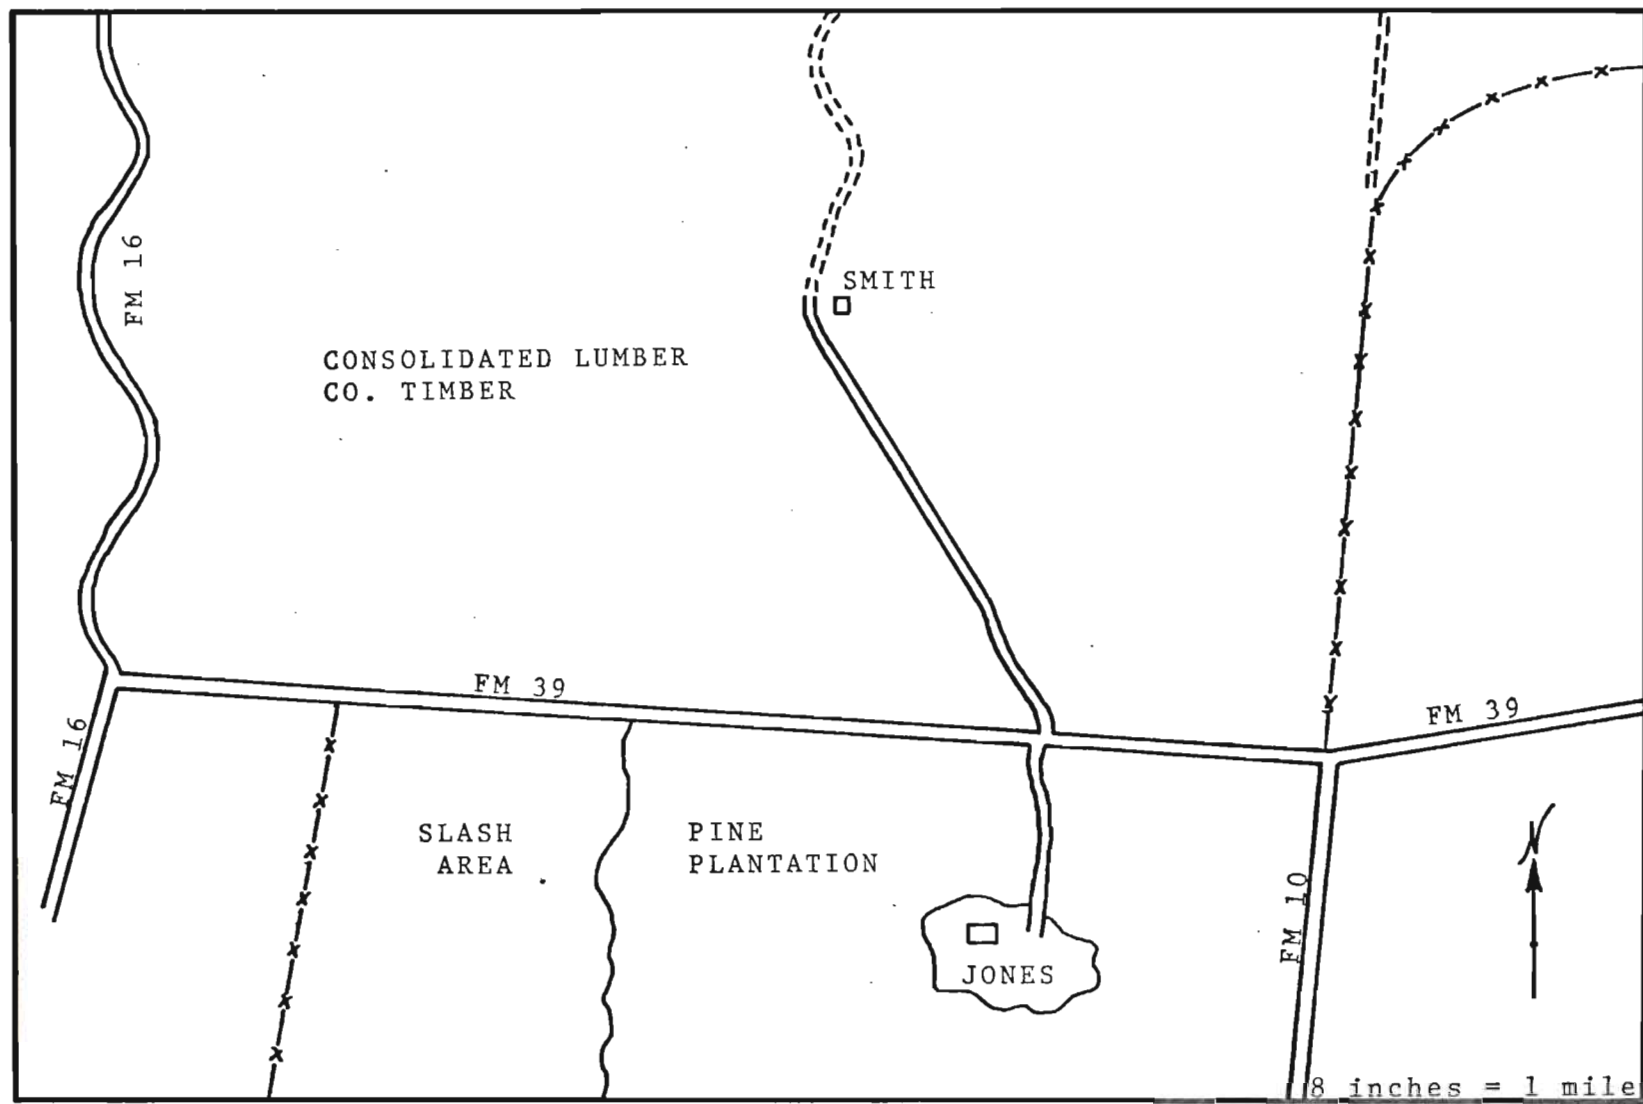 FM 16
SMITH
CONSOLIDATED LUMBER
CO. TIMBER
FM 39
FM 16
FM 39
SLASH
AREA
PINE
PLANTATION
N
FM 10
JONES
8 inches = 1 mile